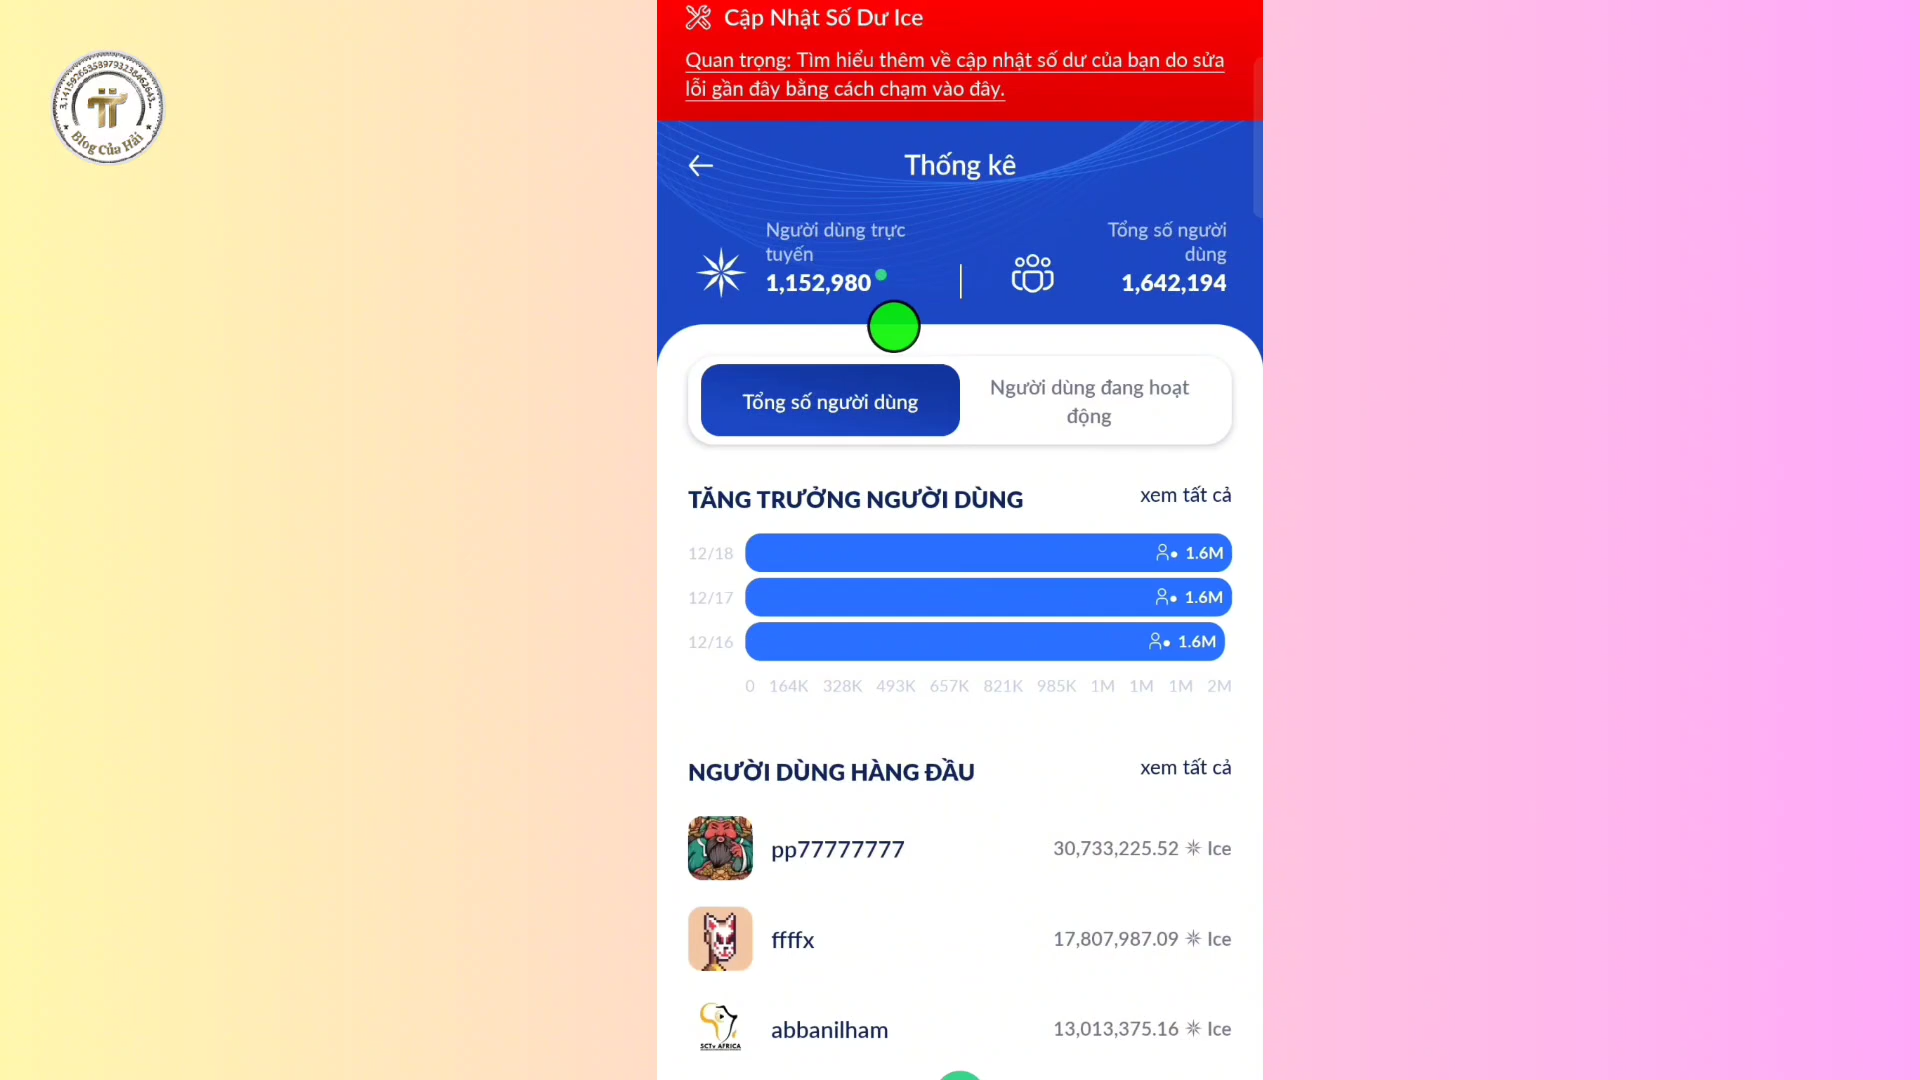 Cập Nhật Số Dư Ice
Quan trọng: Tìm hiểu thêm về cập nhật số dư của bạn do sửa
lỗi gần đây bằng cách chạm vào đây.
3,14159265358979323846264​3...
Blog Của Hải
Thống kê
Người dùng trực
tuyến
1,152,980
Tổng số người
dùng
1,642,194
Tổng số người dùng
Người dùng đang hoạt
động
TĂNG TRƯỞNG NGƯỜI DÙNG
xem tất cả
12/18 1.6M
12/17 1.6M
12/16 1.6M
0 164K 328K 493K 657K 821K 985K 1M 1M 1M 2M
NGƯỜI DÙNG HÀNG ĐẦU
xem tất cả
pp77777777 30,733,225.52 Ice
ffffx 17,807,987.09 Ice
SCTv AFRICA
abbanilham 13,013,375.16 Ice